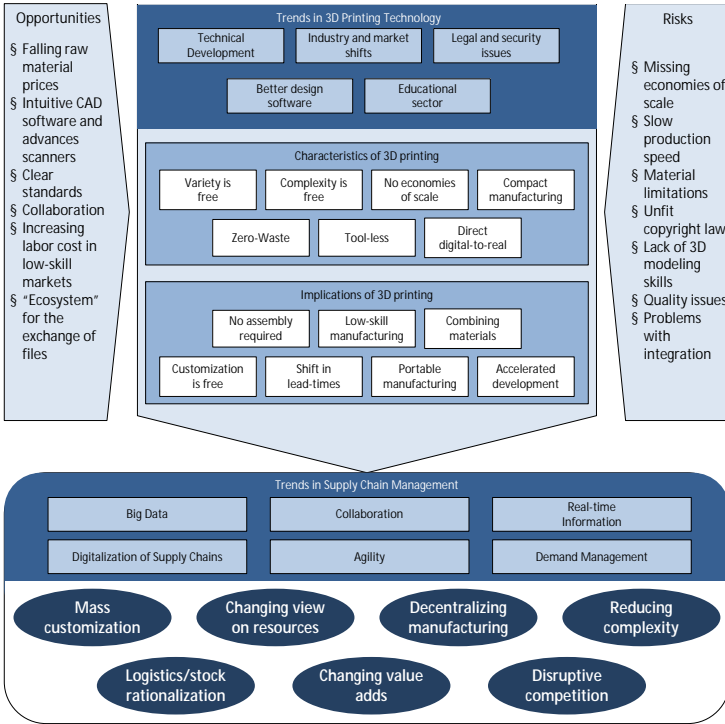 Opportunities
§ Falling raw
material
prices
§ Intuitive CAD
software and
advances
scanners
§ Clear
standards
§ Collaboration
§ Increasing
labor cost in
low-skill
markets
§ “Ecosystem”
for the
exchange of
files
Trends in 3D Printing Technology
Technical
Development
Industry and market
shifts
Legal and security
issues
Better design
software
Educational
sector
Characteristics of 3D printing
Variety is
free
Complexity is
free
No economies
of scale
Compact
manufacturing
Zero-Waste
Tool-less
Direct
digital-to-real
Implications of 3D printing
No assembly
required
Low-skill
manufacturing
Combining
materials
Customization
is free
Shift in
lead-times
Portable
manufacturing
Accelerated
development
Risks
§ Missing
economies of
scale
§ Slow
production
speed
§ Material
limitations
§ Unfit
copyright law
§ Lack of 3D
modeling
skills
§ Quality issues
§ Problems
with
integration
Trends in Supply Chain Management
Big Data
Collaboration
Real-time
Information
Digitalization of Supply Chains
Agility
Demand Management
Mass
customization
Changing view
on resources
Decentralizing
manufacturing
Reducing
complexity
Logistics/stock
rationalization
Changing value
adds
Disruptive
competition